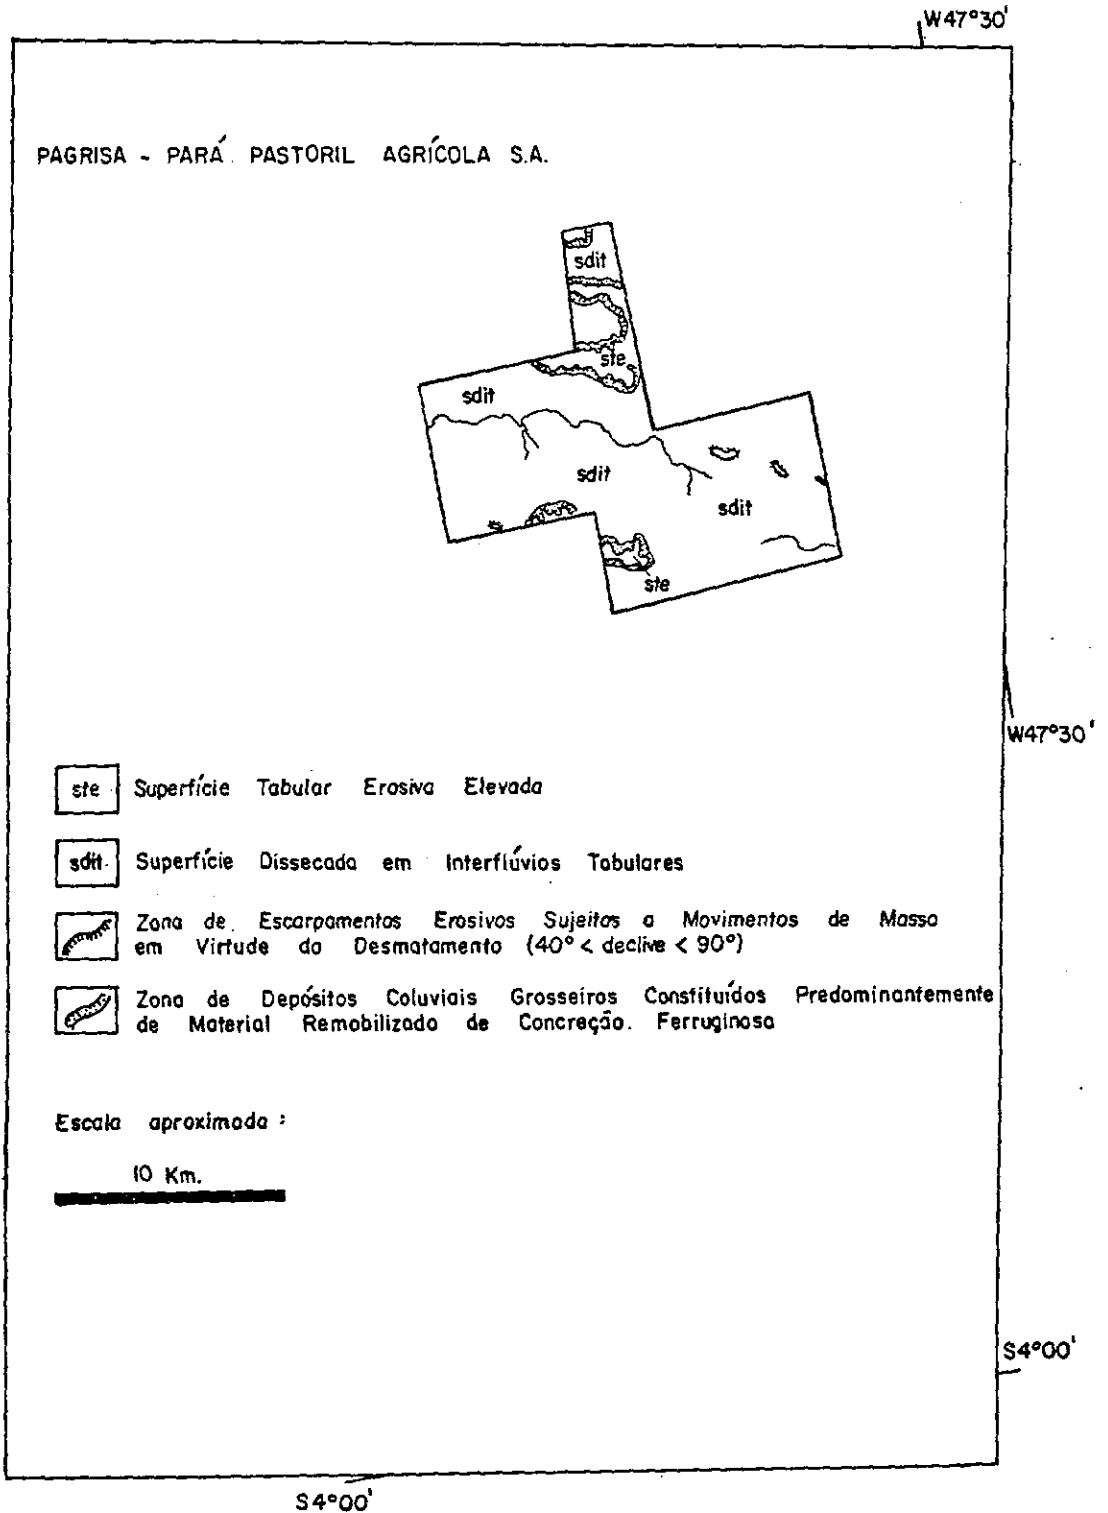 W47°30'
PAGRISA - PARÁ PASTORIL AGRÍCOLA S.A.
sdit
ste
sdit
sdit
sdit
ste
W47°30'
ste Superfície Tabular Erosiva Elevada
sdit Superfície Dissecada em Interflúvios Tabulares
Zona de Escarpamentos Erosivos Sujeitos a Movimentos de Massa
em Virtude do Desmatamento (40° < declive < 90°)
Zona de Depósitos Coluviais Grosseiros Constituídos Predominantemente
de Material Remobilizado de Concreção. Ferruginosa
Escala aproximada :
10 Km.
S4°00'
S4°00'